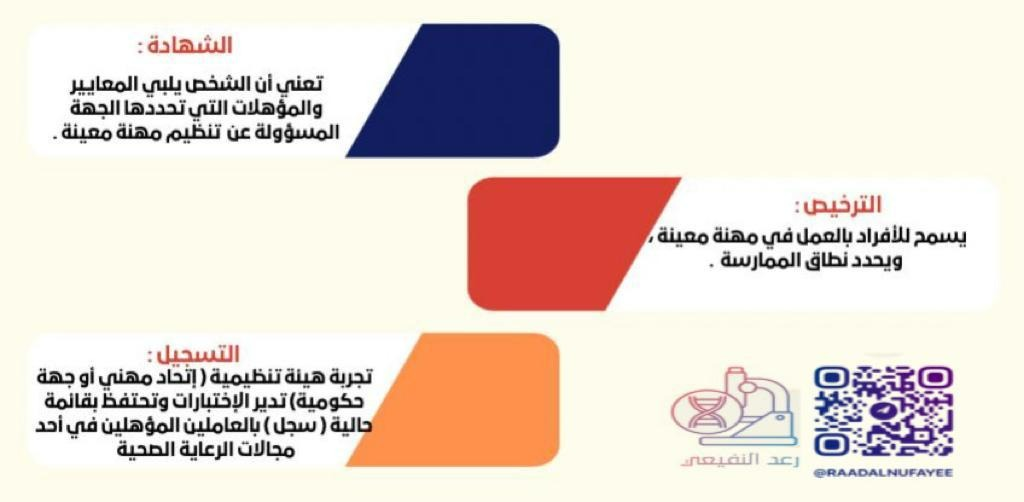 الشهادة :
تعني أن الشخص يلبي المعايير
والمؤهلات التي تحددها الجهة
المسؤولة عن تنظيم مهنة معينة .
الترخيص :
يسمح للأفراد بالعمل في مهنة معينة ،
ويحدد نطاق الممارسة .
التسجيل :
تجربة هيئة تنظيمية ( إتحاد مهني أو جهة
حكومية) تدير الإختبارات وتحتفظ بقائمة
حالية ( سجل ) بالعاملين المؤهلين في أحد
مجالات الرعاية الصحية
رعد النفيعي
@RAADALNUFAYEE